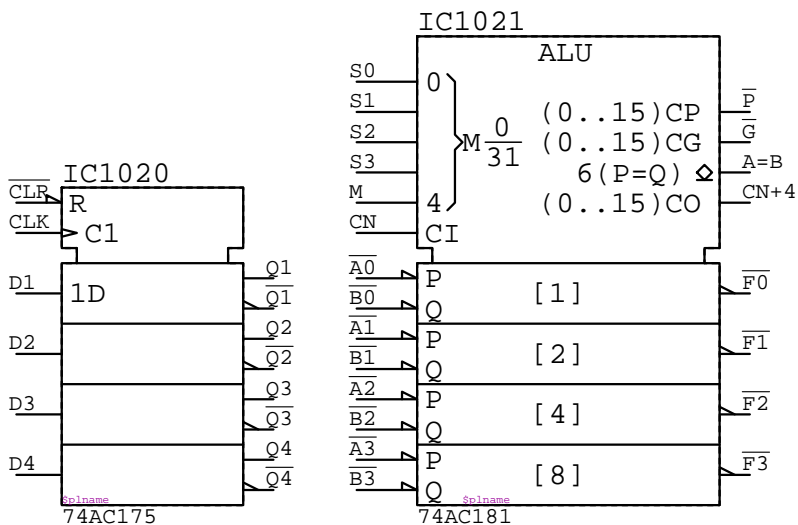 IC1020
CLR
CLK
R
C1
D1
D2
D3
D4
1D
Q1
Q1
Q2
Q2
Q3
Q3
Q4
Q4
$plname
74AC175
IC1021
ALU
S0
S1
S2
S3
M
CN
0
4
M 0/31
CI
(0..15)CP
(0..15)CG
6(P=Q)
(0..15)CO
P
G
A=B
CN+4
A0
B0
A1
B1
A2
B2
A3
B3
P
Q
P
Q
P
Q
P
Q
[1]
[2]
[4]
[8]
F0
F1
F2
F3
$plname
74AC181